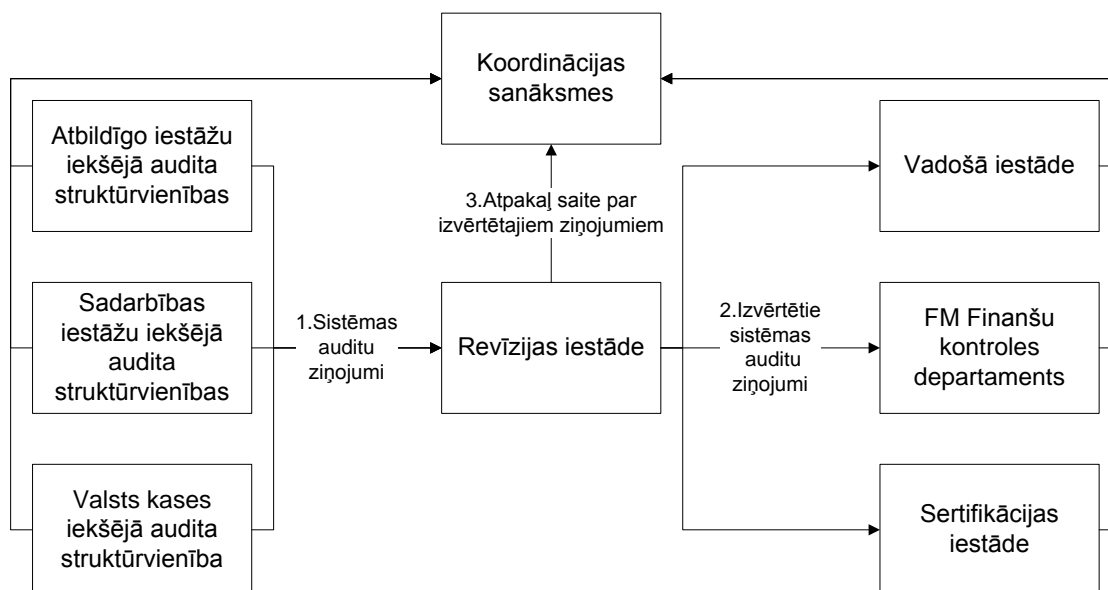 Koordinācijas
sanāksmes
Atbildīgo iestāžu
iekšējā audita
struktūrvienības
Vadošā iestāde
3.Atpakaļ saite par
izvērtētajiem ziņojumiem
Sadarbības
iestāžu iekšējā
audita
struktūrvienības
1.Sistēmas
auditu
ziņojumi
Revīzijas iestāde
2.Izvērtētie
sistēmas
auditu
ziņojumi
FM Finanšu
kontroles
departaments
Valsts kases
iekšējā audita
struktūrvienība
Sertifikācijas
iestāde